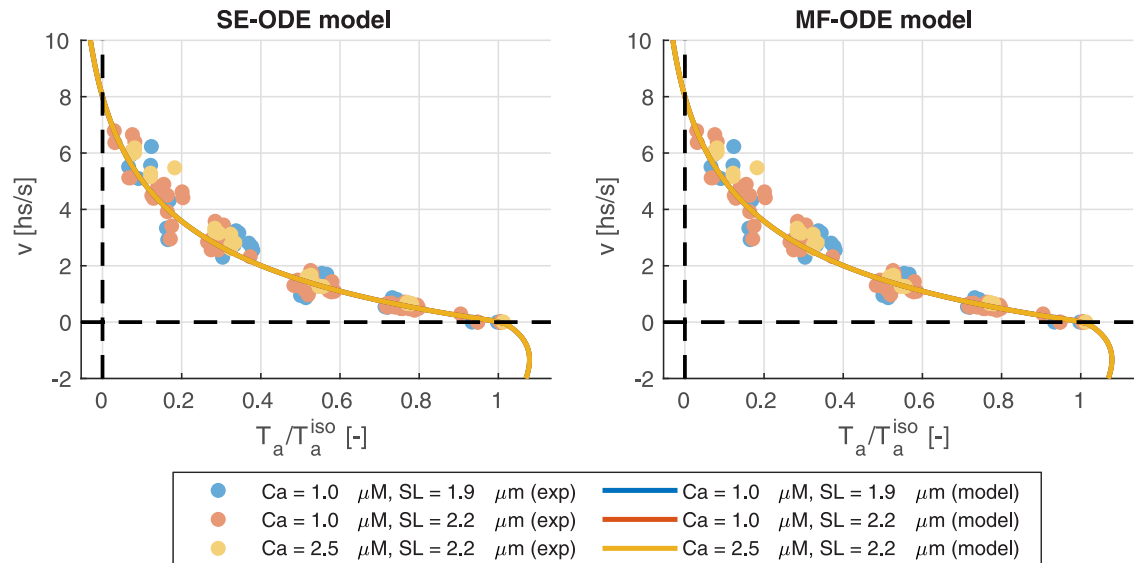 SE-ODE model
MF-ODE model
10
8
6
4
2
0
-2
v [hs/s]
0
0.2
0.4
0.6
0.8
1
T_a/T_a^iso [-]
10
8
6
4
2
0
-2
v [hs/s]
0
0.2
0.4
0.6
0.8
1
T_a/T_a^iso [-]
Ca = 1.0 μM, SL = 1.9 μm (exp)
Ca = 1.0 μM, SL = 2.2 μm (exp)
Ca = 2.5 μM, SL = 2.2 μm (exp)
Ca = 1.0 μM, SL = 1.9 μm (model)
Ca = 1.0 μM, SL = 2.2 μm (model)
Ca = 2.5 μM, SL = 2.2 μm (model)